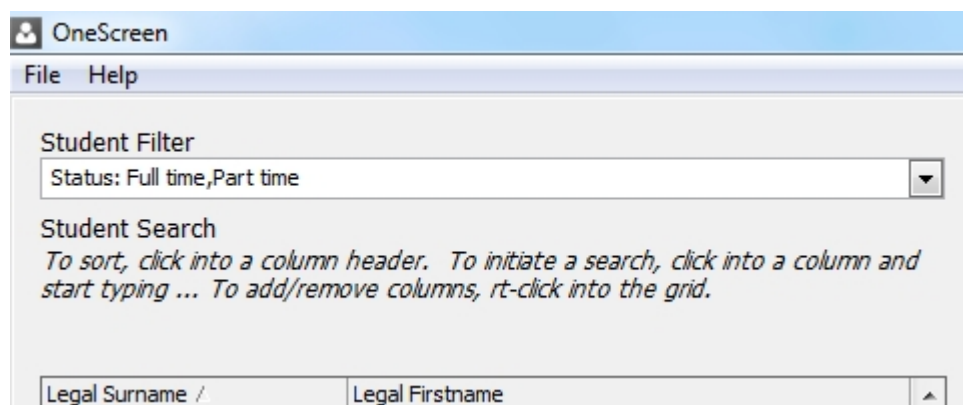 OneScreen
File Help
Student Filter
Status: Full time,Part time
Student Search
To sort, click into a column header. To initiate a search, click into a column and
start typing ... To add/remove columns, rt-click into the grid.
Legal Surname / Legal Firstname